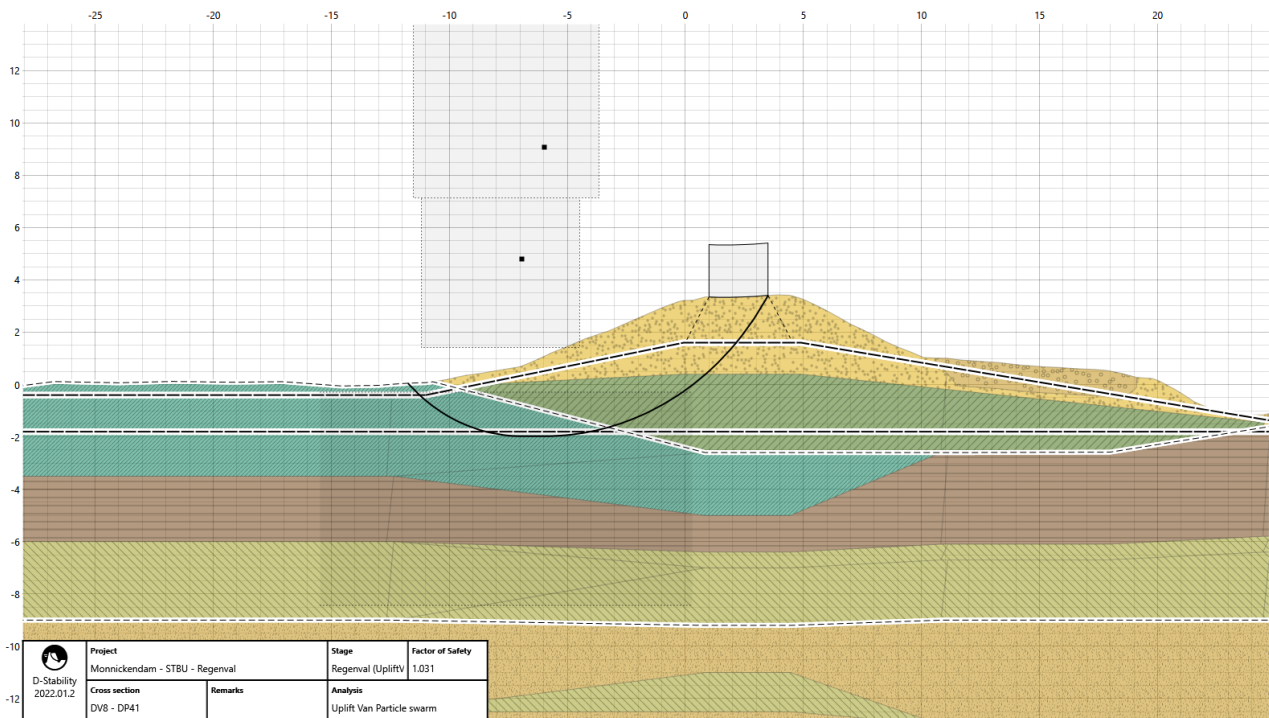 -25 -20 -15 -10 -5 0 5 10 15 20
12
10
8
6
4
2
0
-2
-4
-6
-8
-10
-12
D-Stability
2022.01.2
Project
Monnickendam - STBU - Regenval
Stage
Regenval (UpliftV
Factor of Safety
1.031
Cross section
DV8 - DP41
Remarks
Analysis
Uplift Van Particle swarm